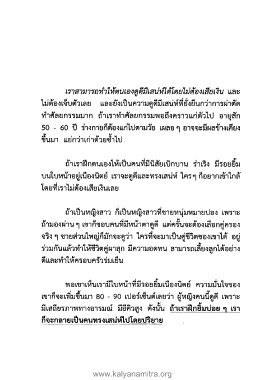 เราสามารถทำให้ตนเองดูดีมีเสน่ห์ได้โดยไม่ต้องเสียเงิน และ
ไม่ต้องเจ็บตัวเลย และยังเป็นความดูดีมีเสน่ห์ที่ยั่งยืนกว่าการผ่าตัด
ทำศัลยกรรมมาก ถ้าเราทำศัลยกรรมพอถึงคราวแก่ตัวไป อายุสัก
50 - 60 ปี ร่างกายก็ต้องแก่ไปตามวัย เผลอ ๆ อาจจะมีผลข้างเคียง
ขึ้นมา แย่กว่าเก่าด้วยซ้ำไป
ถ้าเราฝึกตนเองให้เป็นคนที่มีนิสัยเบิกบาน ร่าเริง มีรอยยิ้ม
บนใบหน้าอยู่เนืองนิตย์ เราจะดูดีและทรงเสน่ห์ ใครๆ ก็อยากเข้าใกล้
โดยที่เราไม่ต้องเสียเงินเลย
ถ้าเป็นหญิงสาว ก็เป็นหญิงสาวที่ชายหนุ่มหมายปอง เพราะ
ถ้ามองผ่าน ๆ เขาก็ชอบคนที่มีหน้าตาดูดี แต่ครั้นจะต้องเลือกคู่ครอง
จริง ๆ ชายส่วนใหญ่ก็มักจะดูว่า ใครที่จะมาเป็นคู่ชีวิตของเขาได้ อยู่
ร่วมกันแล้วทำให้ชีวิตคู่ผาสุก มีความอดทน สามารถเลี้ยงลูกได้อย่าง
ดีและทำให้ครอบครัวร่มเย็น
พอเขาเห็นเรามีใบหน้าที่มีรอยยิ้มเนืองนิตย์ ความมั่นใจของ
เขาก็จะเพิ่มขึ้นมา 80 - 90 เปอร์เซ็นต์เลยว่า ผู้หญิงคนนี้ดูดี เพราะ
มีเสถียรภาพทางอารมณ์ มีอีคิวสูง ดังนั้น ถ้าเราฝึกยิ้มบ่อย ๆ เรา
ก็จะกลายเป็นคนทรงเสน่ห์ไปโดยปริยาย
www.kalyanamitra.org